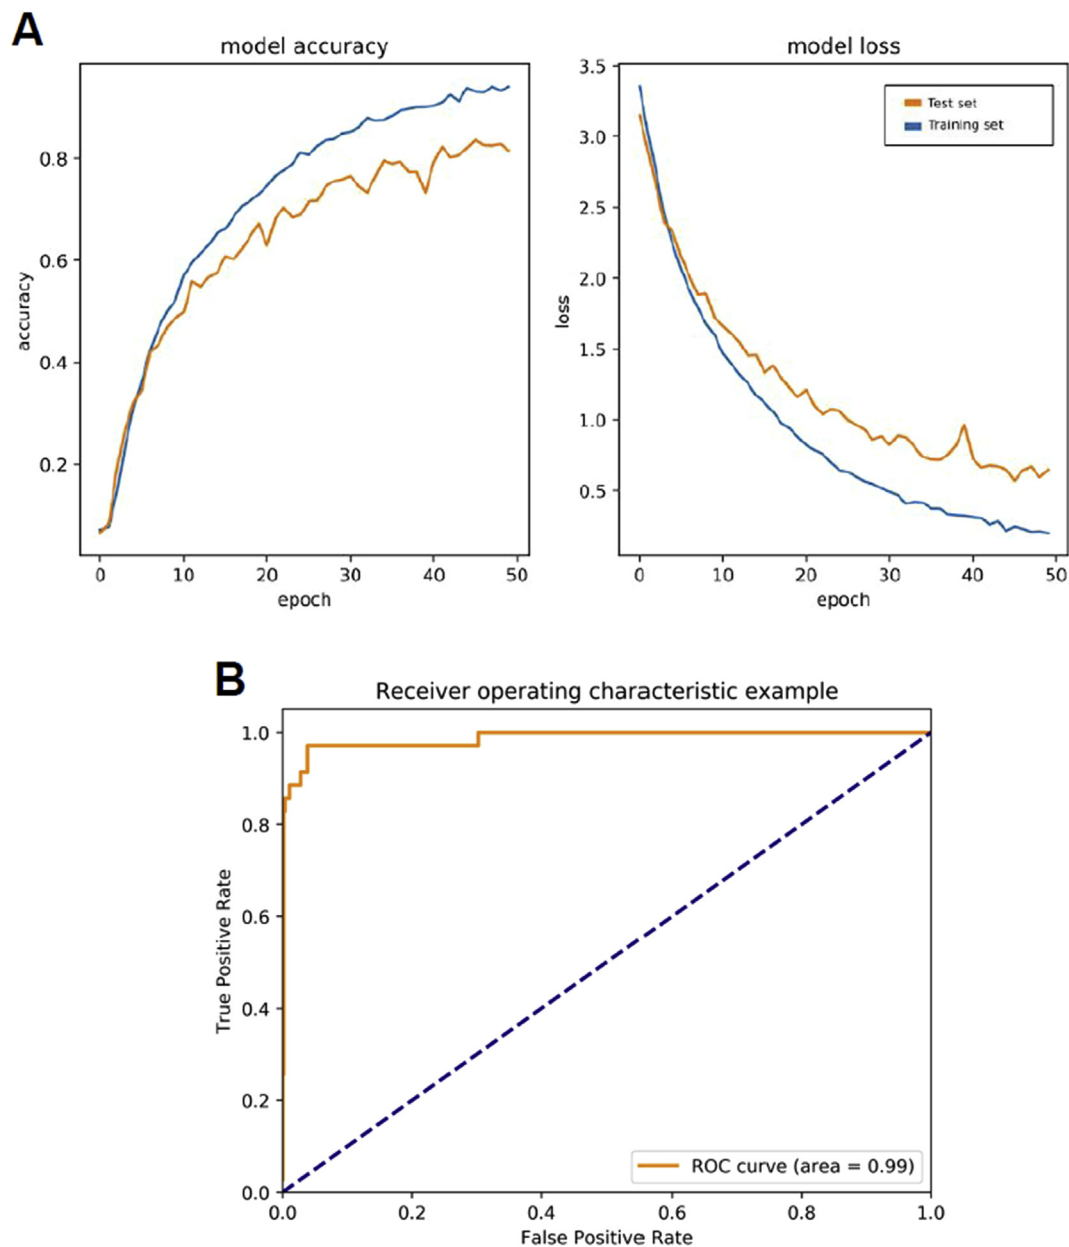 A
model accuracy
model loss
accuracy
0.8
0.6
0.4
0.2
0 10 20 30 40 50
epoch
loss
3.5
3.0
2.5
2.0
1.5
1.0
0.5
Test set
Training set
0 10 20 30 40 50
epoch
B
Receiver operating characteristic example
True Positive Rate
1.0
0.8
0.6
0.4
0.2
0.0
ROC curve (area = 0.99)
0.0 0.2 0.4 0.6 0.8 1.0
False Positive Rate